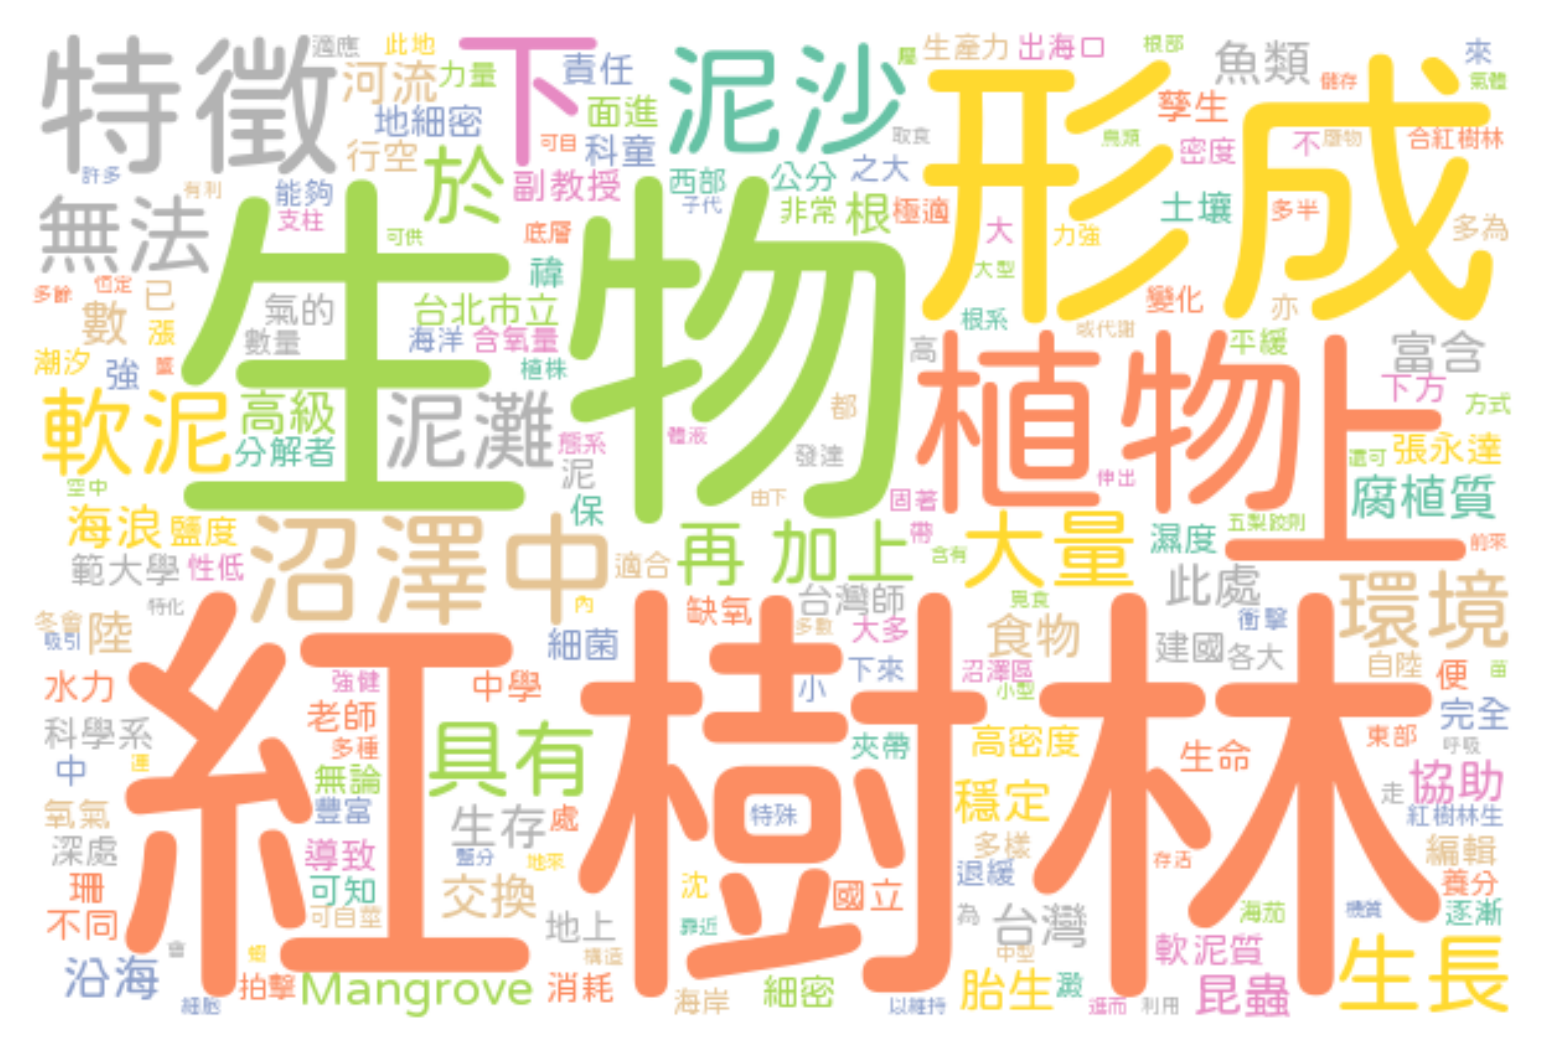 特徵
適應
此地
河流
力量
下
責任
泥沙
屬
生產力
出海口
根部
魚類
來
儲存
氣體
形成
地細密
面進
可目
科童
取食
孳生
鳥類
密度
不
廢物
合紅樹林
行空
於
副教授
西部
公分
之大
許多
有利
能夠
支柱
子代
非常
根
極適
土壤
多半
多為
大
力強
無法
可供
底層
生物
大型
多餘
恆定
已
數
張
氣的
數量
禕
台北市立
海洋
含氧量
植株
變化
亦
根系
或代謝
平緩
高
富含
潮汐
強
植物
上
下方
方式
軟泥
高級
分解者
泥灘
態系
泥
體液
都
發達
張永達
還可
伸出
固著
由下
腐植質
空中
保
海浪
鹽度
沼澤
中
適合
再
加上
帶
含有
大量
濕度
五梨跤則
前來
範大學
性低
特化
內
台灣師
覓食
此處
環境
冬會
吸引
陸
細菌
缺氧
多數
大多
食物
衝擊
建國
各大
自陸
便
苗
紅樹林
水力
強健
中學
小
下來
沼澤區
小型
完全
科學系
老師
多種
具有
夾帶
高密度
生命
東部
呼吸
中
運
無論
協助
走
氧氣
豐富
生存
處
特殊
穩定
紅樹林生
深處
導致
鹽分
地來
多樣
編輯
存活
退緩
珊
可知
交換
沈
國立
養分
不同
可自莖
地上
靠近
為
台灣
海茄
機質
逐漸
會
蝦
構造
中型
軟泥質
沿海
拍擊
Mangrove
消耗
海岸
細密
胎生
澱
昆蟲
生長
細胞
以維持
進而
利用